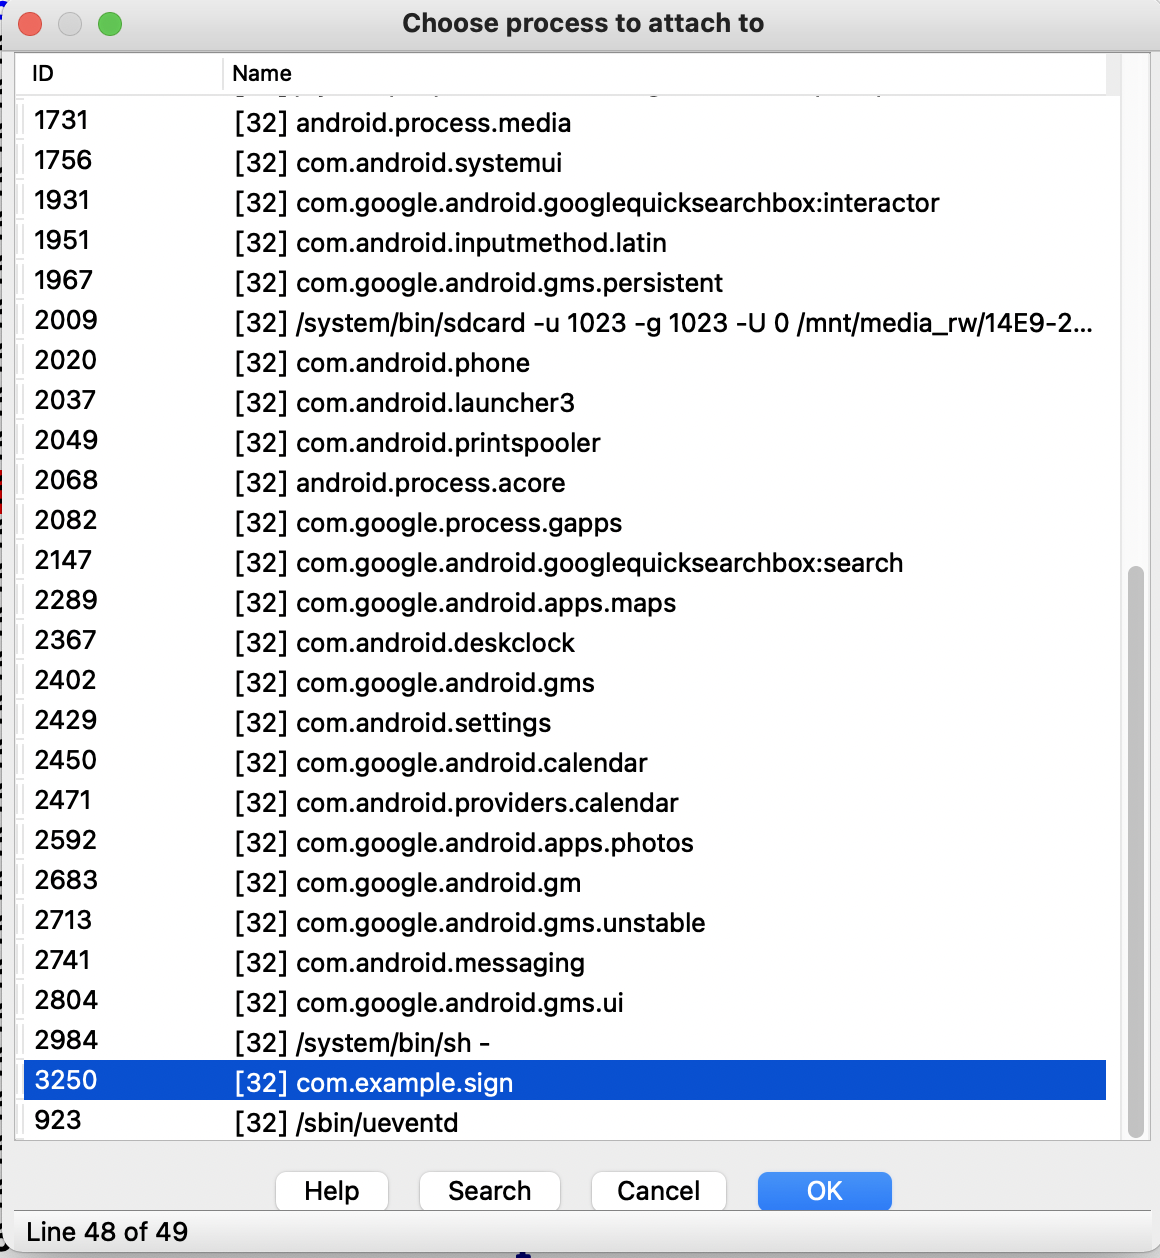 Choose process to attach to
ID Name
1731 [32] android.process.media
1756 [32] com.android.systemui
1931 [32] com.google.android.googlequicksearchbox:interactor
1951 [32] com.android.inputmethod.latin
1967 [32] com.google.android.gms.persistent
2009 [32] /system/bin/sdcard -u 1023 -g 1023 -U 0 /mnt/media_rw/14E9-2...
2020 [32] com.android.phone
2037 [32] com.android.launcher3
2049 [32] com.android.printspooler
2068 [32] android.process.acore
2082 [32] com.google.process.gapps
2147 [32] com.google.android.googlequicksearchbox:search
2289 [32] com.google.android.apps.maps
2367 [32] com.android.deskclock
2402 [32] com.google.android.gms
2429 [32] com.android.settings
2450 [32] com.google.android.calendar
2471 [32] com.android.providers.calendar
2592 [32] com.google.android.apps.photos
2683 [32] com.google.android.gm
2713 [32] com.google.android.gms.unstable
2741 [32] com.android.messaging
2804 [32] com.google.android.gms.ui
2984 [32] /system/bin/sh -
3250 [32] com.example.sign
923 [32] /sbin/ueventd
Help Search Cancel OK
Line 48 of 49